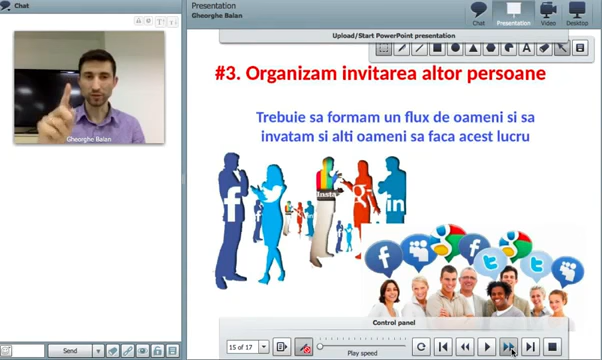 Chat
Presentation
Gheorghe Balan
Chat
Presentation
Video
Desktop
Upload/Start PowerPoint presentation
#3. Organizam invitarea altor persoane
Trebuie sa formam un flux de oameni si sa
invatam si alti oameni sa faca acest lucru
Gheorghe Balan
Insta
f
g+
in
Control panel
15 of 17
Play speed
Send